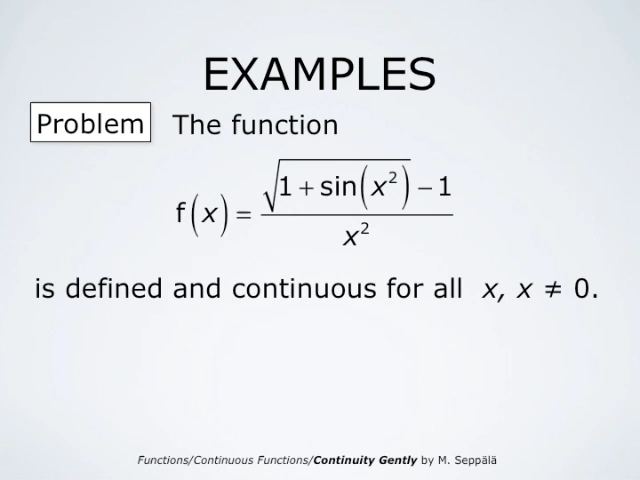 EXAMPLES
Problem The function
f(x) = (√(1 + sin(x²)) − 1) / x²
is defined and continuous for all x, x ≠ 0.
Functions/Continuous Functions/Continuity Gently by M. Seppälä